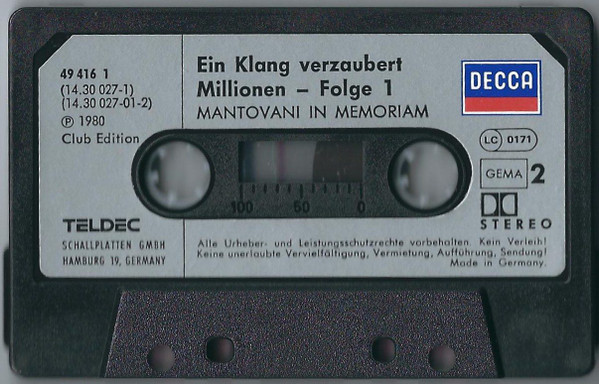 49 416 1
(14.30 027-1)
(14.30 027-01-2)
℗ 1980
Club Edition
Ein Klang verzaubert
Millionen – Folge 1
MANTOVANI IN MEMORIAM
DECCA
LC 0171
GEMA 2
STEREO
100 50 0
TELDEC
SCHALLPLATTEN GMBH
HAMBURG 19, GERMANY
Alle Urheber- und Leistungsschutzrechte vorbehalten. Kein Verleih!
Keine unerlaubte Vervielfältigung, Vermietung, Aufführung, Sendung!
Made in Germany.